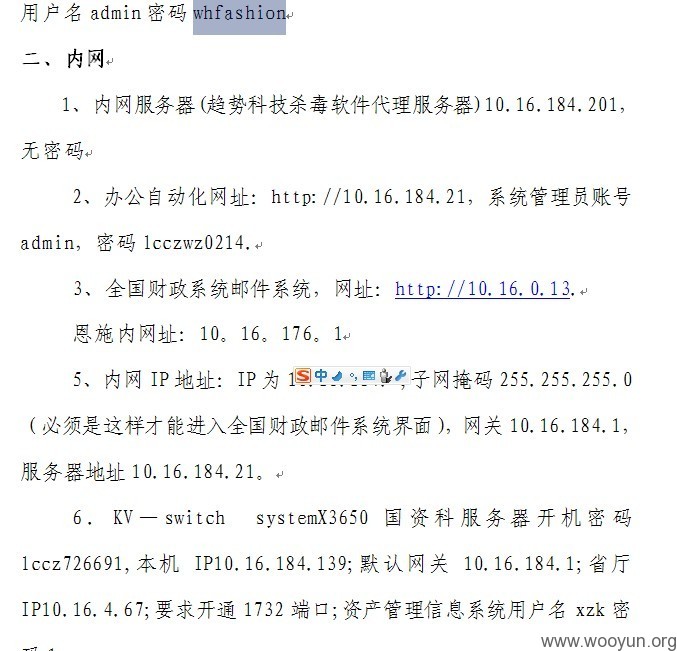 用户名 admin 密码 whfashion
二、内网
1、内网服务器(趋势科技杀毒软件代理服务器)10.16.184.201,
无密码
2、办公自动化网址: http://10.16.184.21, 系统管理员账号
admin, 密码 lcczwz0214.
3、全国财政系统邮件系统, 网址: http://10.16.0.13.
恩施内网址: 10。16。176。1
5、内网 IP 地址: IP 为 ;子网掩码 255.255.255.0
(必须是这样才能进入全国财政邮件系统界面), 网关 10.16.184.1,
服务器地址 10.16.184.21。
6. KV—switch systemX3650 国资科服务器开机密码
lccz726691,本机 IP10.16.184.139;默认网关 10.16.184.1;省厅
IP10.16.4.67;要求开通 1732 端口;资产管理信息系统用户名 xzk 密
www.wooyun.org